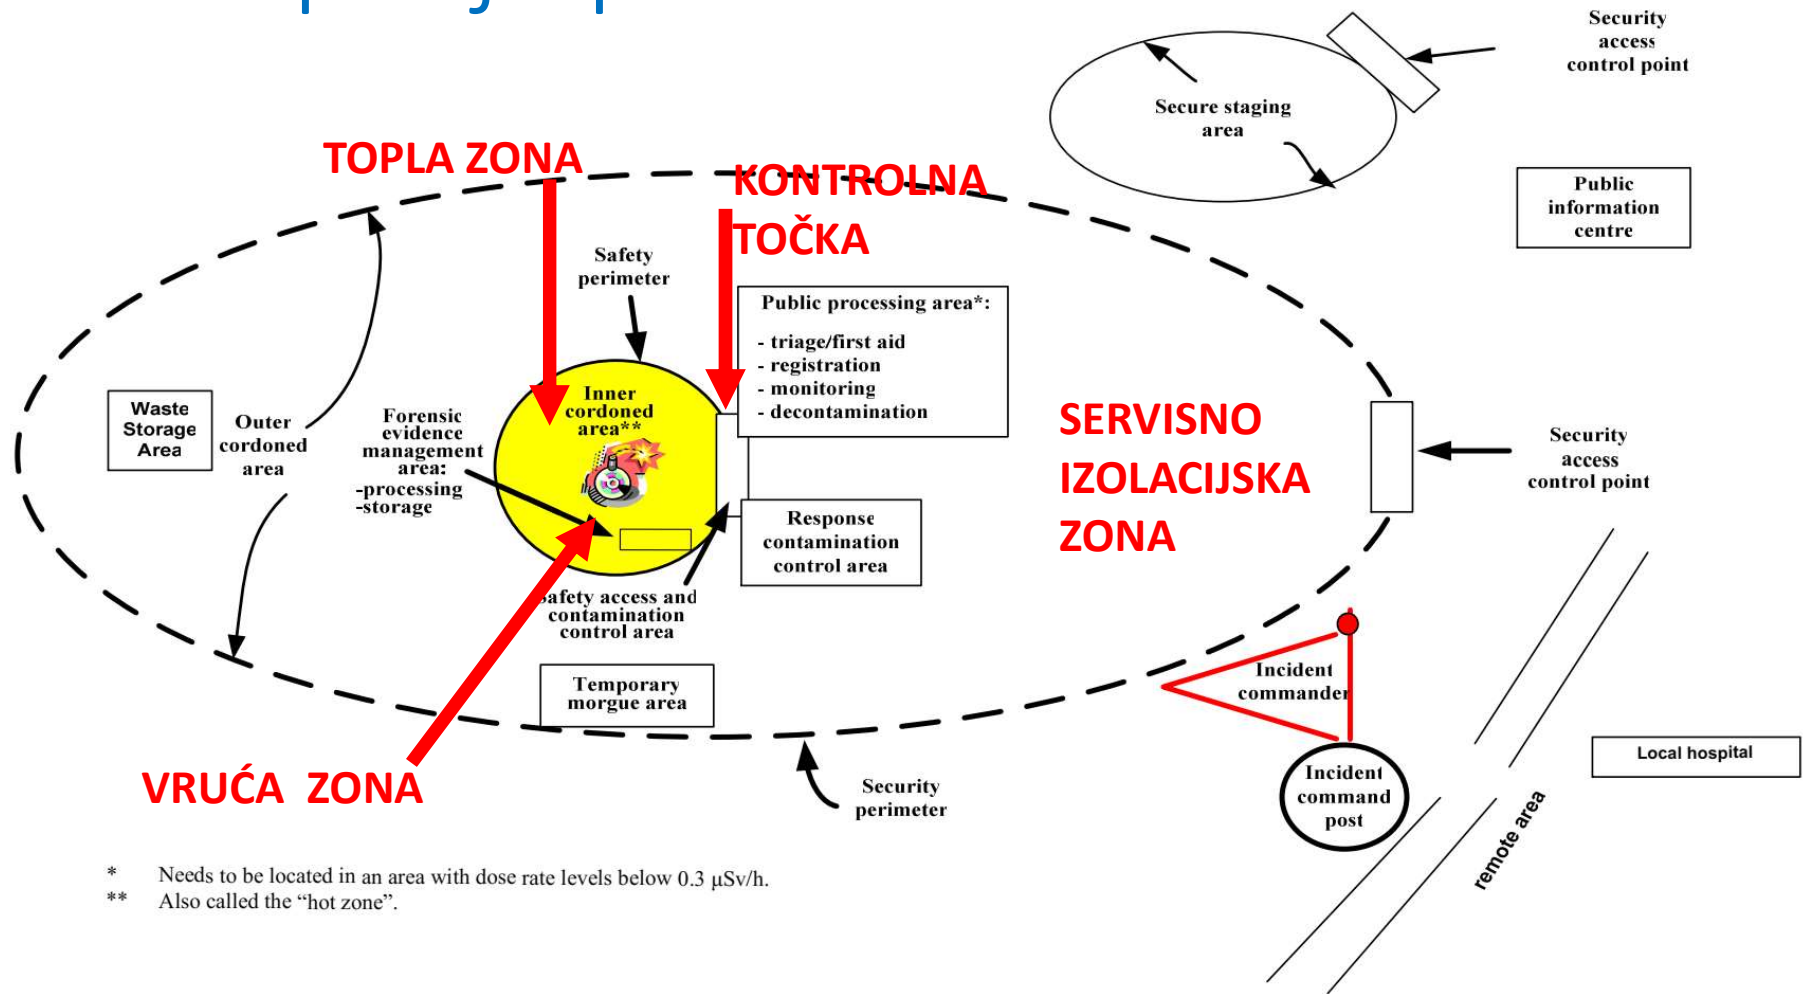 Security
access
control point
Secure staging
area
Public
information
centre
TOPLA ZONA
KONTROLNA
TOČKA
Safety
perimeter
Public processing area*:
- triage/first aid
- registration
- monitoring
- decontamination
Inner
cordoned
area**
Waste
Storage
Area
Outer
cordoned
area
Forensic
evidence
management
area:
-processing
-storage
SERVISNO
IZOLACIJSKA
ZONA
Security
access
control point
Response
contamination
control area
Safety access and
contamination
control area
Temporary
morgue area
Incident
commander
VRUĆA ZONA
Security
perimeter
Incident
command
post
Local hospital
remote area
* Needs to be located in an area with dose rate levels below 0.3 μSv/h.
** Also called the “hot zone”.